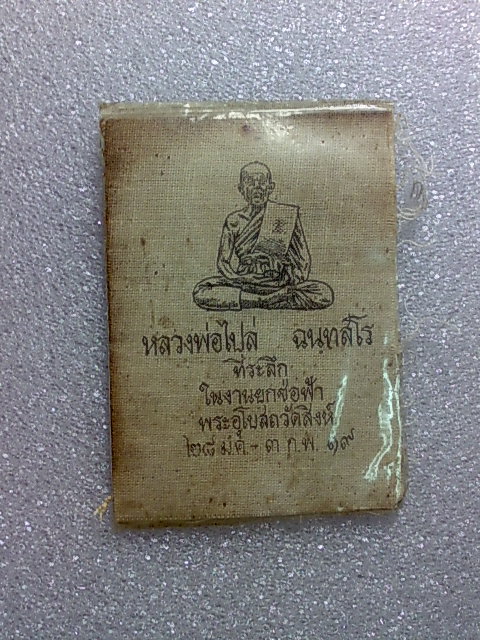 หลวงพ่อไปล่ ฉนฺทสโร
ที่ระลึก
ในงานยกช่อฟ้า
พระอุโบสถวัดสิงห์
๒๘ ม.ค. - ๓ ก.พ. ๑๙